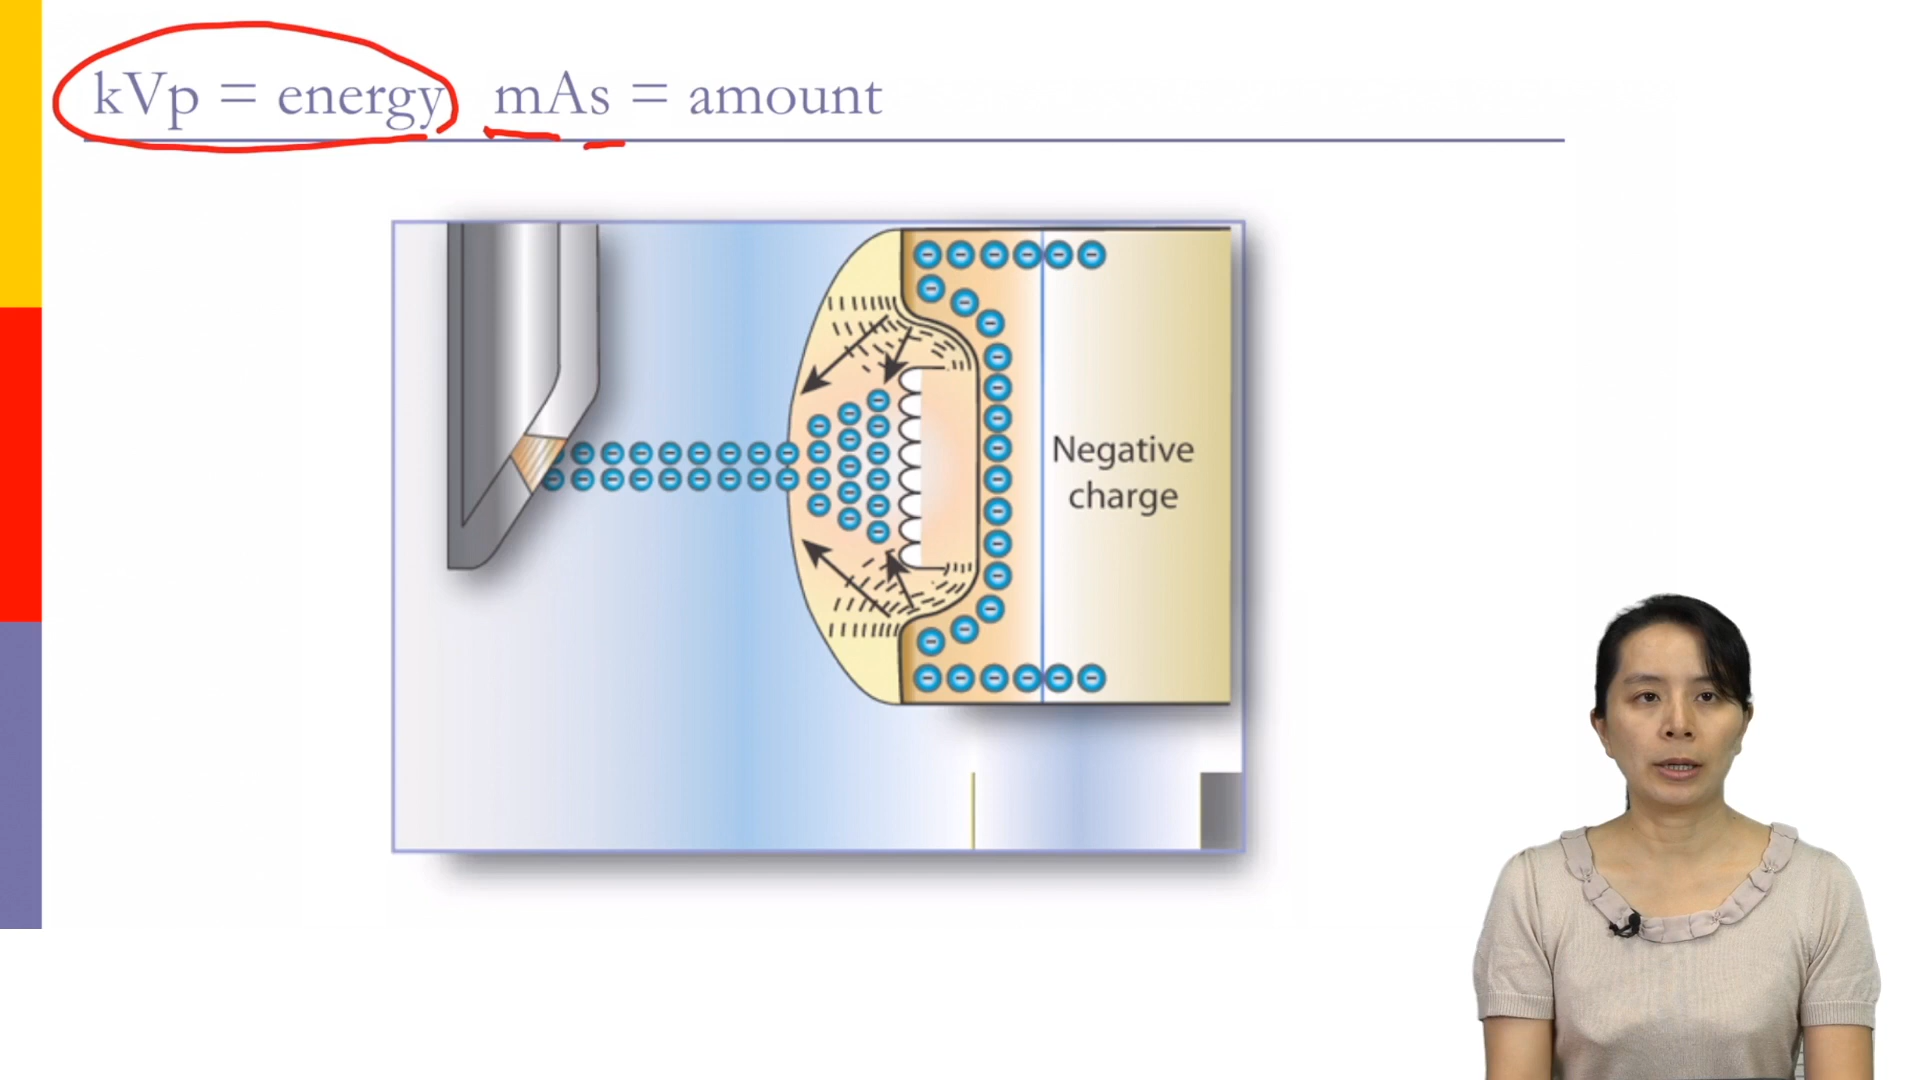 kVp = energy mAs = amount
Negative
charge